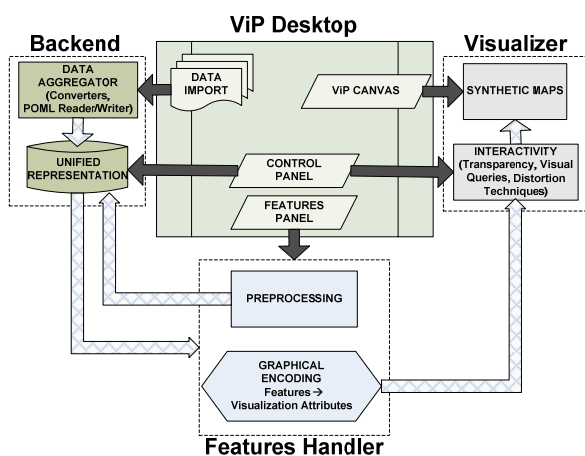 ViP Desktop
Backend
Visualizer
DATA
AGGREGATOR
(Converters,
POML Reader/Writer)
DATA
IMPORT
ViP CANVAS
SYNTHETIC MAPS
UNIFIED
REPRESENTATION
CONTROL
PANEL
INTERACTIVITY
(Transparency, Visual
Queries, Distortion
Techniques)
FEATURES
PANEL
PREPROCESSING
GRAPHICAL
ENCODING
Features →
Visualization Attributes
Features Handler